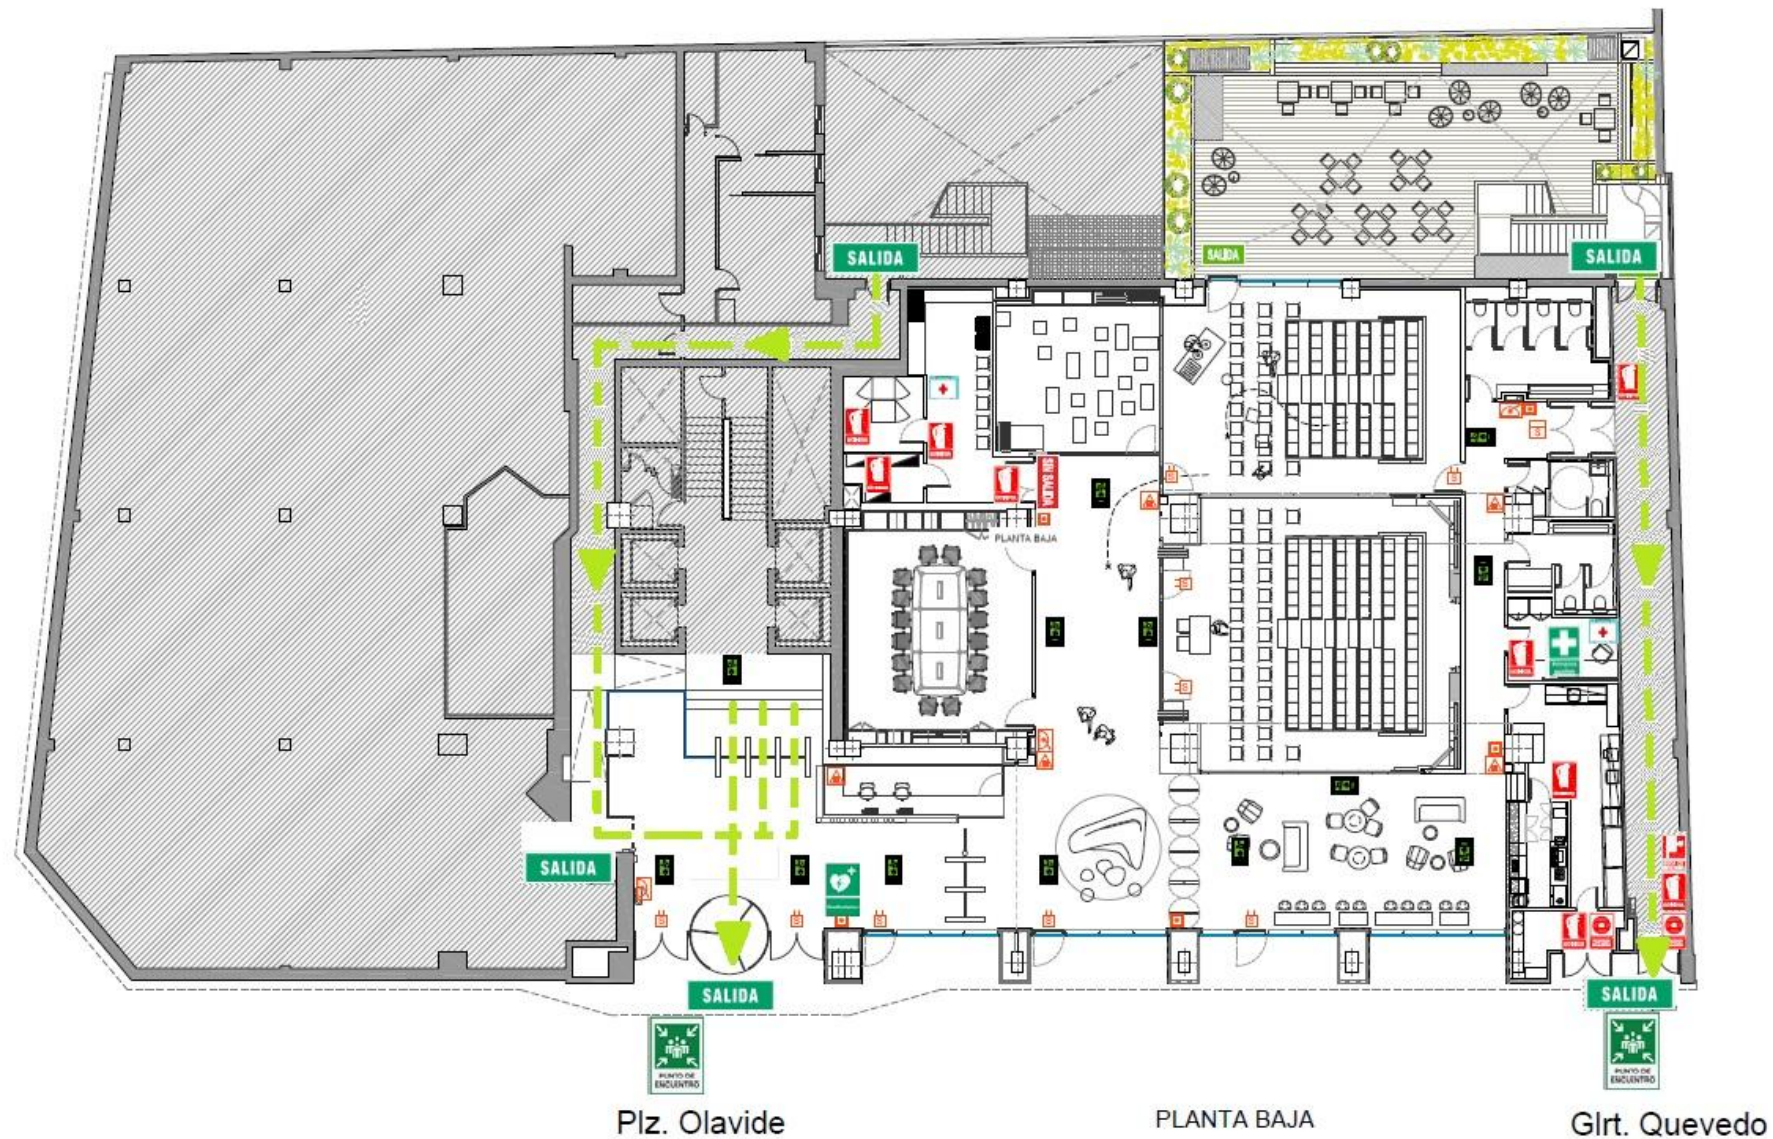 SALIDA
SALIDA
SALIDA
SIN SALIDA
PLANTA BAJA
SALIDA
SALIDA
SALIDA
PUNTO DE
ENCUENTRO
PUNTO DE
ENCUENTRO
Plz. Olavide
PLANTA BAJA
Glrt. Quevedo